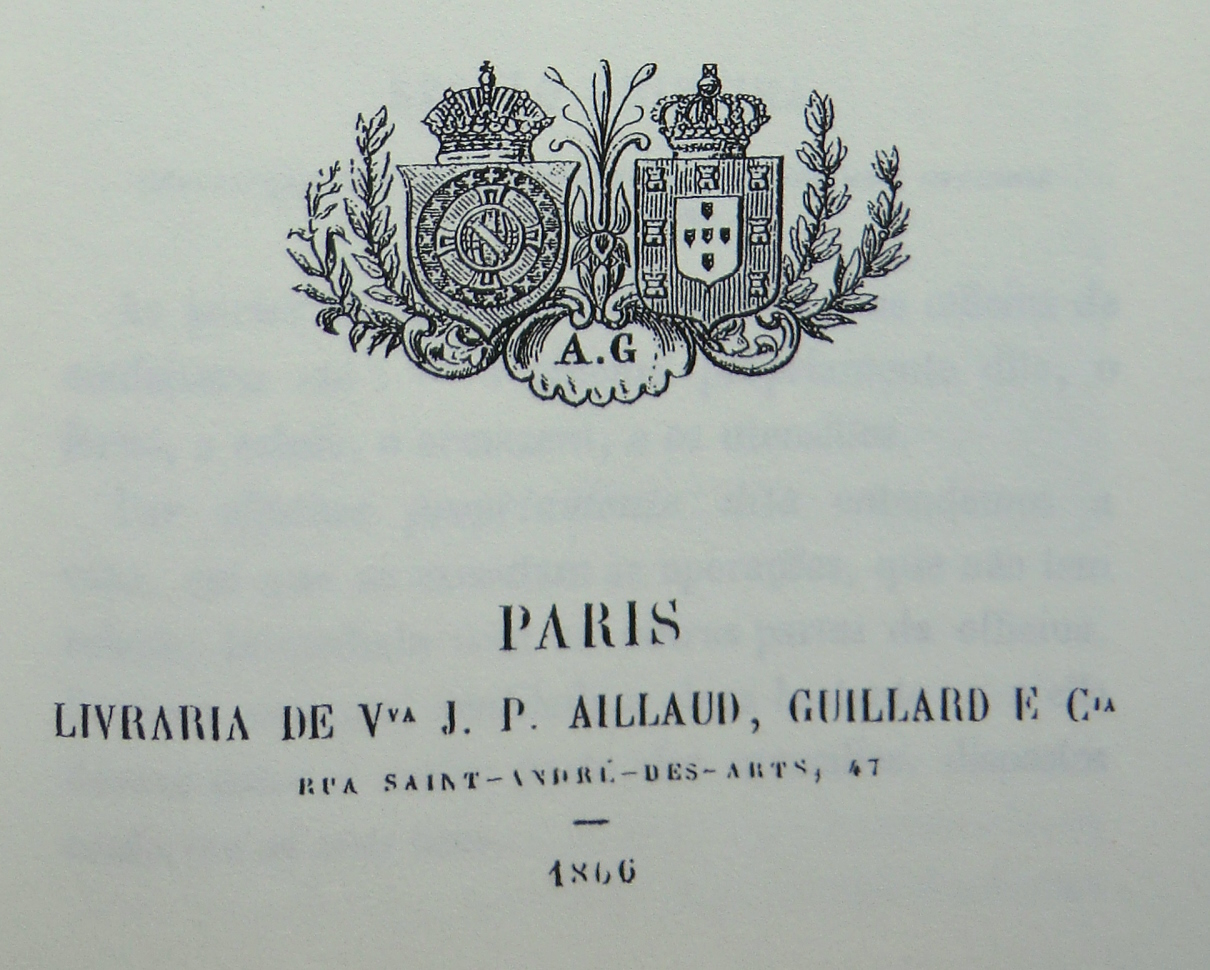 A.G
PARIS
LIVRARIA DE Vva J. P. AILLAUD, GUILLARD E Cia
RUA SAINT-ANDRÉ-DES-ARTS, 47
1866